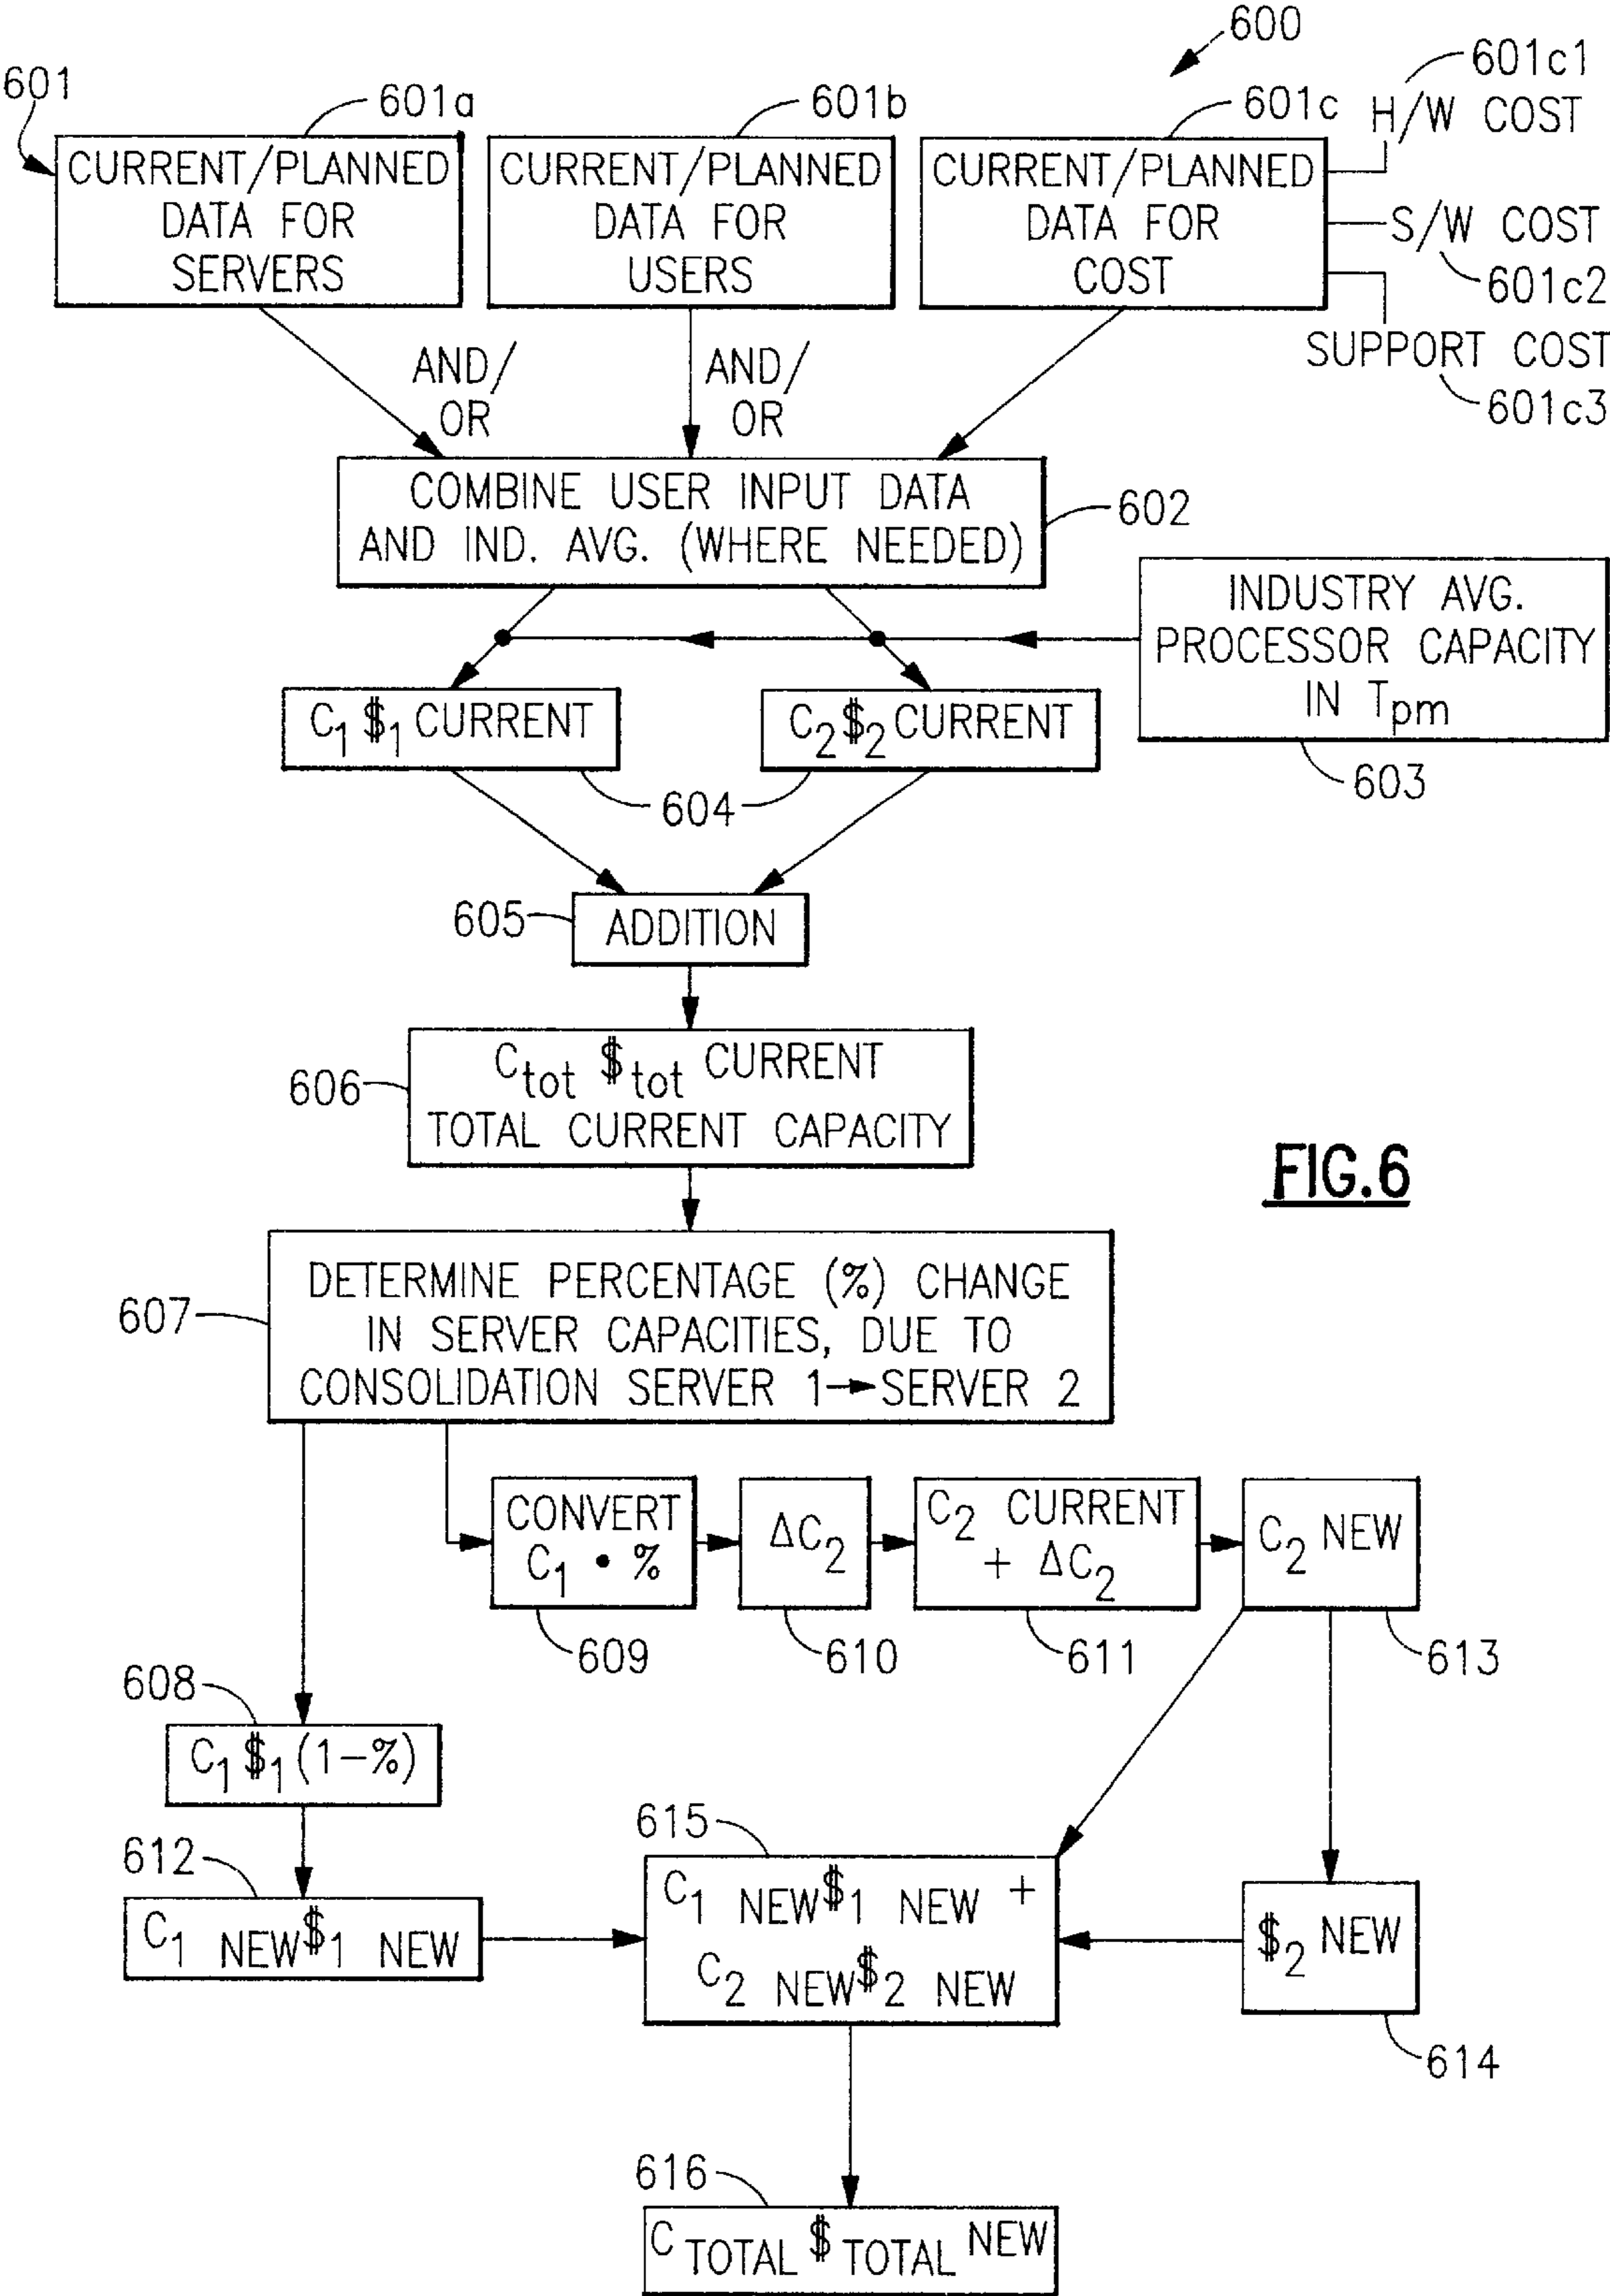 600
601
601a
601b
601c
601c1
H/W COST
CURRENT/PLANNED
DATA FOR
SERVERS
CURRENT/PLANNED
DATA FOR
USERS
CURRENT/PLANNED
DATA FOR
COST
S/W COST
601c2
SUPPORT COST
601c3
AND/
OR
AND/
OR
COMBINE USER INPUT DATA
AND IND. AVG. (WHERE NEEDED)
602
INDUSTRY AVG.
PROCESSOR CAPACITY
IN Tpm
603
C1 $1 CURRENT
C2 $2 CURRENT
604
605
ADDITION
606
Ctot $tot CURRENT
TOTAL CURRENT CAPACITY
FIG.6
607
DETERMINE PERCENTAGE (%) CHANGE
IN SERVER CAPACITIES, DUE TO
CONSOLIDATION SERVER 1→SERVER 2
CONVERT
C1 • %
ΔC2
C2 CURRENT
+ ΔC2
C2 NEW
609
610
611
613
608
C1 $1 (1-%)
612
C1 NEW $1 NEW
615
C1 NEW $1 NEW +
C2 NEW $2 NEW
$2 NEW
614
616
C TOTAL $ TOTAL NEW